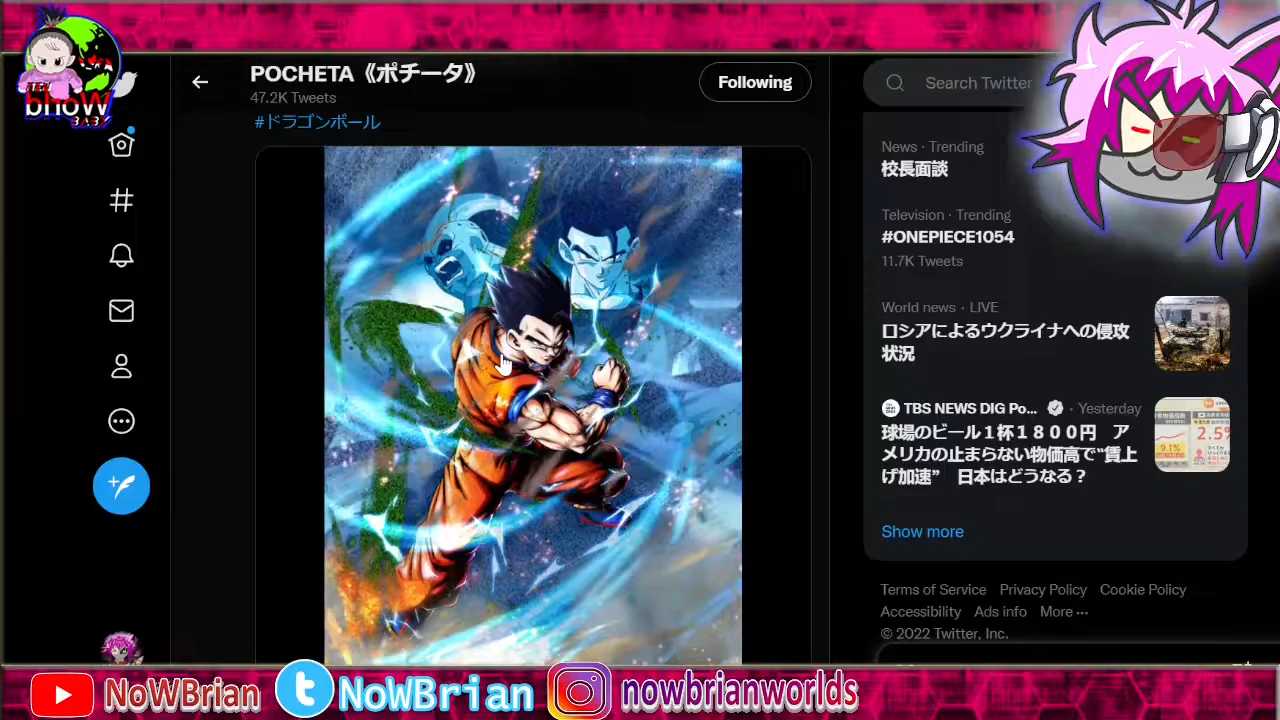 bhoW
POCHETA《ポチータ》
47.2K Tweets
Following
#ドラゴンボール
Search Twitter
News · Trending
校長面談
Television · Trending
#ONEPIECE1054
11.7K Tweets
World news · LIVE
ロシアによるウクライナへの侵攻
状況
TBS NEWS DIG Po... · Yesterday
球場のビール１杯１８００円　ア
メリカの止まらない物価高で“賃上
げ加速”　日本はどうなる？
9.1%
2.5%
Show more
Terms of Service Privacy Policy Cookie Policy
Accessibility Ads info More ···
© 2022 Twitter, Inc.
NoWBrian
NoWBrian
nowbrianworlds